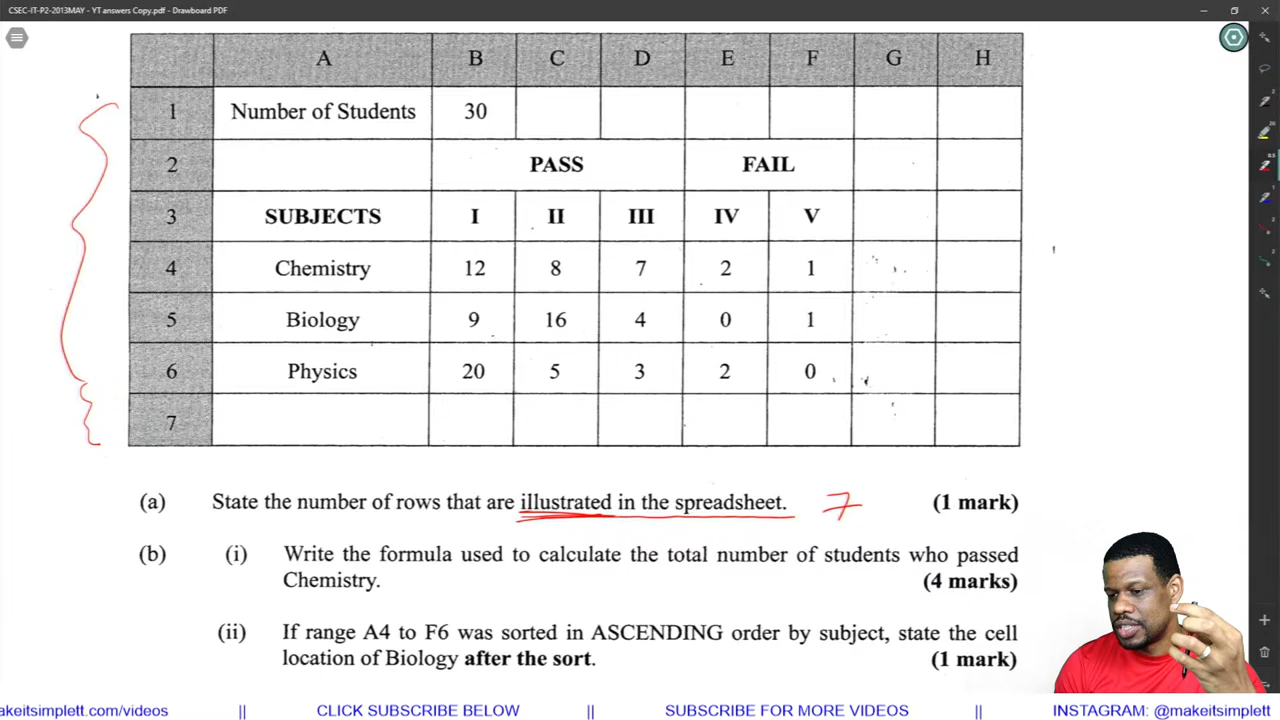 CSEC-IT-P2-2013MAY - YT answers Copy.pdf - Drawboard PDF
A B C D E F G H
1 Number of Students 30
2 PASS FAIL
3 SUBJECTS I II III IV V
4 Chemistry 12 8 7 2 1
5 Biology 9 16 4 0 1
6 Physics 20 5 3 2 0
7
(a) State the number of rows that are illustrated in the spreadsheet. 7 (1 mark)
(b) (i) Write the formula used to calculate the total number of students who passed
Chemistry. (4 marks)
(ii) If range A4 to F6 was sorted in ASCENDING order by subject, state the cell
location of Biology after the sort. (1 mark)
akeitsimplett.com/videos || CLICK SUBSCRIBE BELOW || SUBSCRIBE FOR MORE VIDEOS || INSTAGRAM: @makeitsimplett